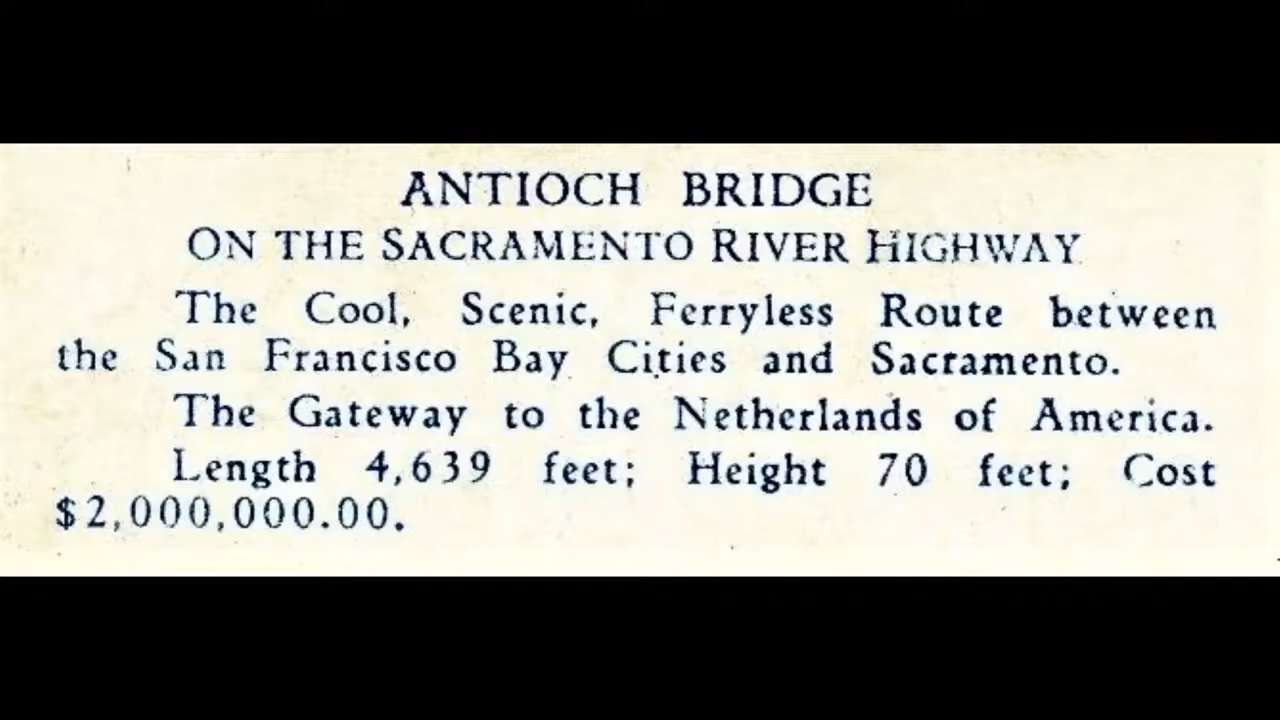 ANTIOCH BRIDGE
ON THE SACRAMENTO RIVER HIGHWAY
The Cool, Scenic, Ferryless Route between
the San Francisco Bay Cities and Sacramento.
The Gateway to the Netherlands of America.
Length 4,639 feet; Height 70 feet; Cost
$2,000,000.00.